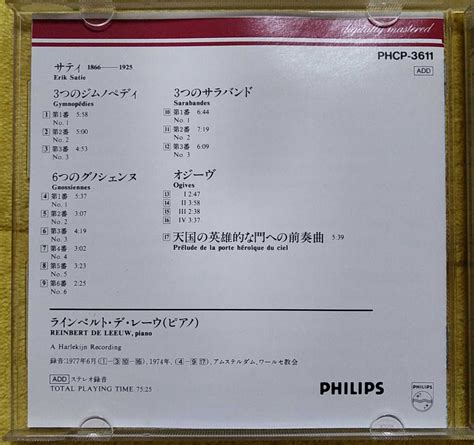 digitally mastered
PHCP-3611
ADD
サティ 1866——1925
Erik Satie
3つのジムノペディ
Gymnopédies
1 第1番 5:58
No. 1
2 第2番 5:00
No. 2
3 第3番 4:53
No. 3
6つのグノシェンヌ
Gnossiennes
4 第1番 5:37
No. 1
5 第2番 3:07
No. 2
6 第3番 4:19
No. 3
7 第4番 3:02
No. 4
8 第5番 3:16
No. 5
9 第6番 2:25
No. 6
3つのサラバンド
Sarabandes
10 第1番 6:44
No. 1
11 第2番 7:19
No. 2
12 第3番 6:09
No. 3
オジーヴ
Ogives
13 I 2:47
14 II 3:58
15 III 2:38
16 IV 3:37
17 天国の英雄的な門への前奏曲 5:39
Prélude de la porte héroïque du ciel
ラインベルト・デ・レーウ(ピアノ)
REINBERT DE LEEUW, piano
A Harlekijn Recording
録音:1977年6月(1—3 10—16)、1974年、(4—9 17)、アムステルダム、ワールセ教会
ADD ステレオ録音
TOTAL PLAYING TIME 75:25
PHILIPS
PHILIPS